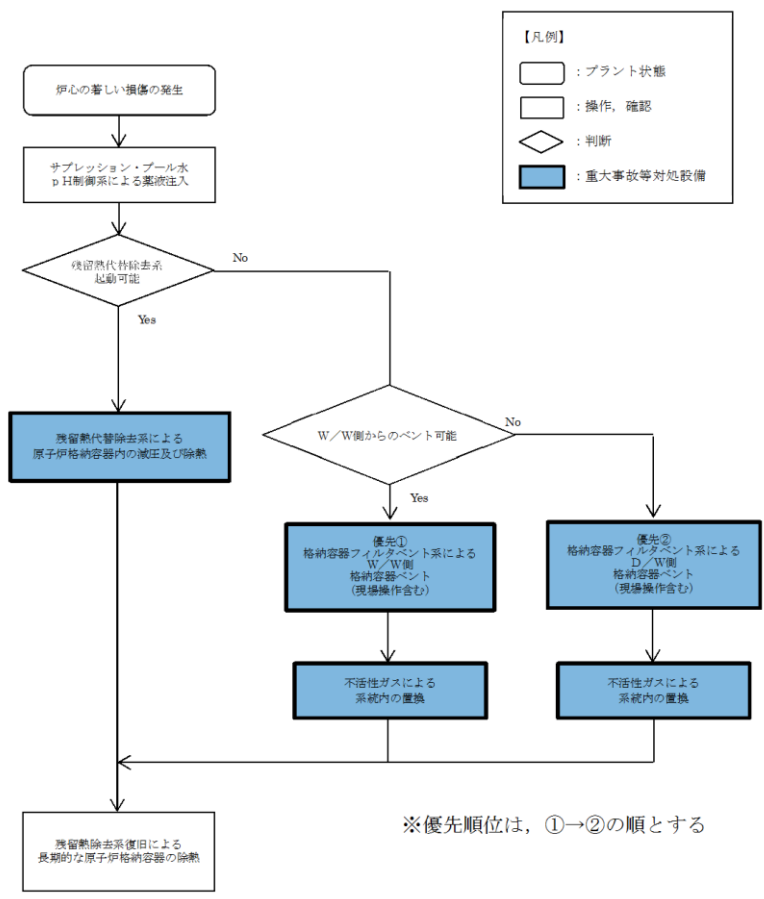 【凡例】
：プラント状態
：操作，確認
：判断
：重大事故等対処設備
炉心の著しい損傷の発生
サプレッション・プール水
ｐＨ制御系による薬液注入
残留熱代替除去系
起動可能
No
Yes
残留熱代替除去系による
原子炉格納容器内の減圧及び除熱
Ｗ／Ｗ側からのベント可能
No
Yes
優先①
格納容器フィルタベント系による
Ｗ／Ｗ側
格納容器ベント
（現場操作含む）
優先②
格納容器フィルタベント系による
Ｄ／Ｗ側
格納容器ベント
（現場操作含む）
不活性ガスによる
系統内の置換
不活性ガスによる
系統内の置換
残留熱除去系復旧による
長期的な原子炉格納容器の除熱
※優先順位は，①→②の順とする